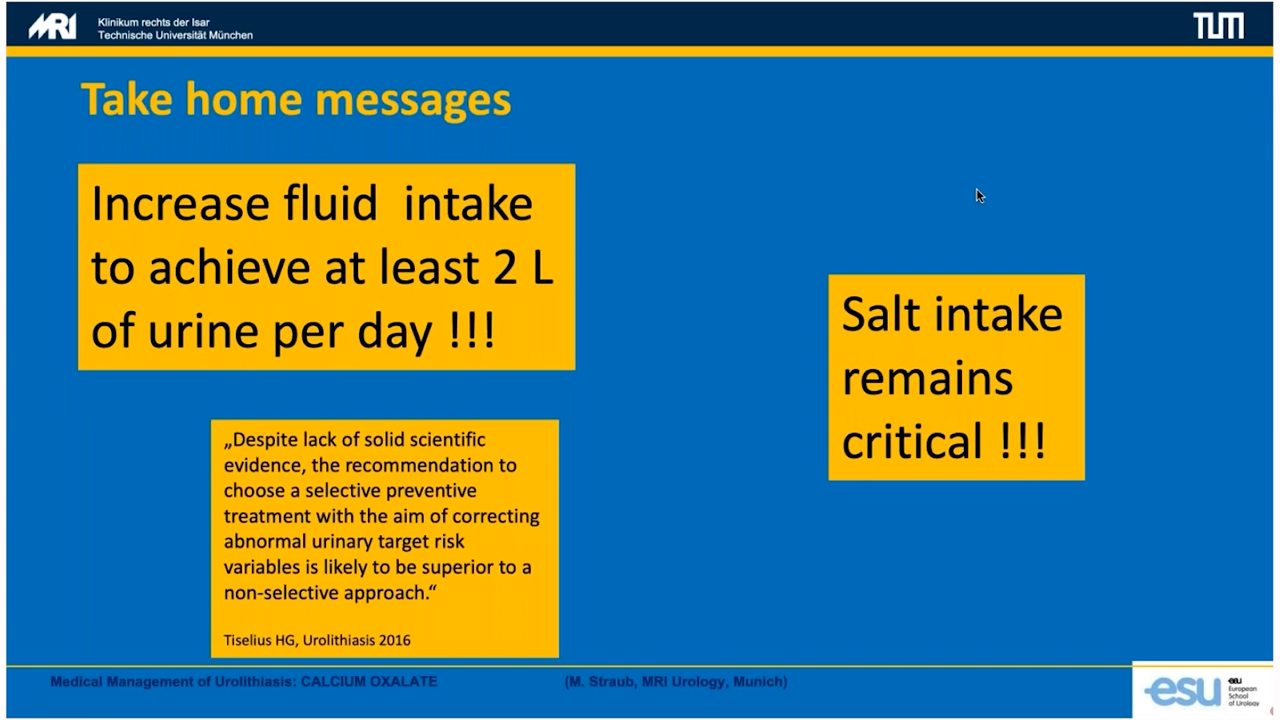 MRI
Klinikum rechts der Isar
Technische Universität München
TUM
Take home messages
Increase fluid intake
to achieve at least 2 L
of urine per day !!!
Salt intake
remains
critical !!!
„Despite lack of solid scientific
evidence, the recommendation to
choose a selective preventive
treatment with the aim of correcting
abnormal urinary target risk
variables is likely to be superior to a
non-selective approach.“
Tiselius HG, Urolithiasis 2016
Medical Management of Urolithiasis: CALCIUM OXALATE
(M. Straub, MRI Urology, Munich)
esu
eau
European
School
of Urology